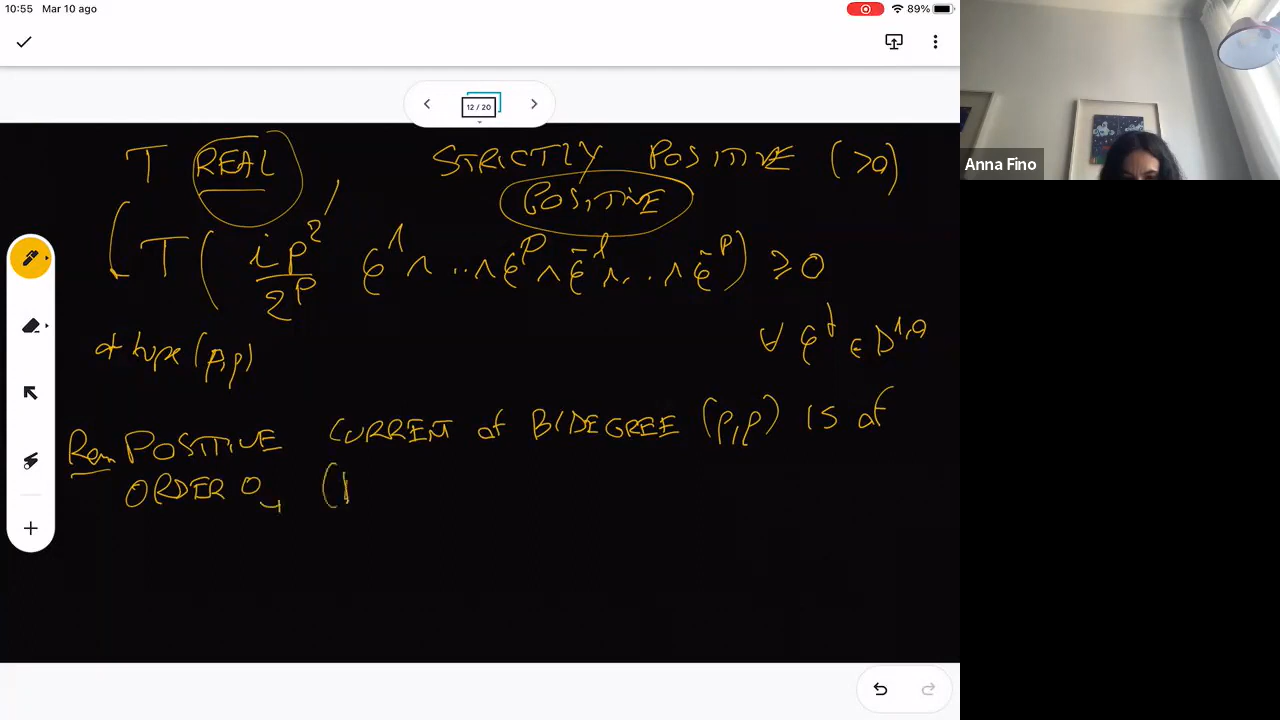 10:55 Mar 10 ago
89%
12 / 20
Anna Fino
T REAL STRICTLY POSITIVE (>0)
POSITIVE
( T ( i^{p^2} / 2^p φ^1 ∧ .. ∧ φ^p ∧ φ̄^1 ∧ .. ∧ φ̄^p ) ≥ 0
of type (p,p) ∀ φ^j ∈ D^{1,0}
Rem POSITIVE CURRENT of BIDEGREE (p,p) IS of
ORDER 0, (